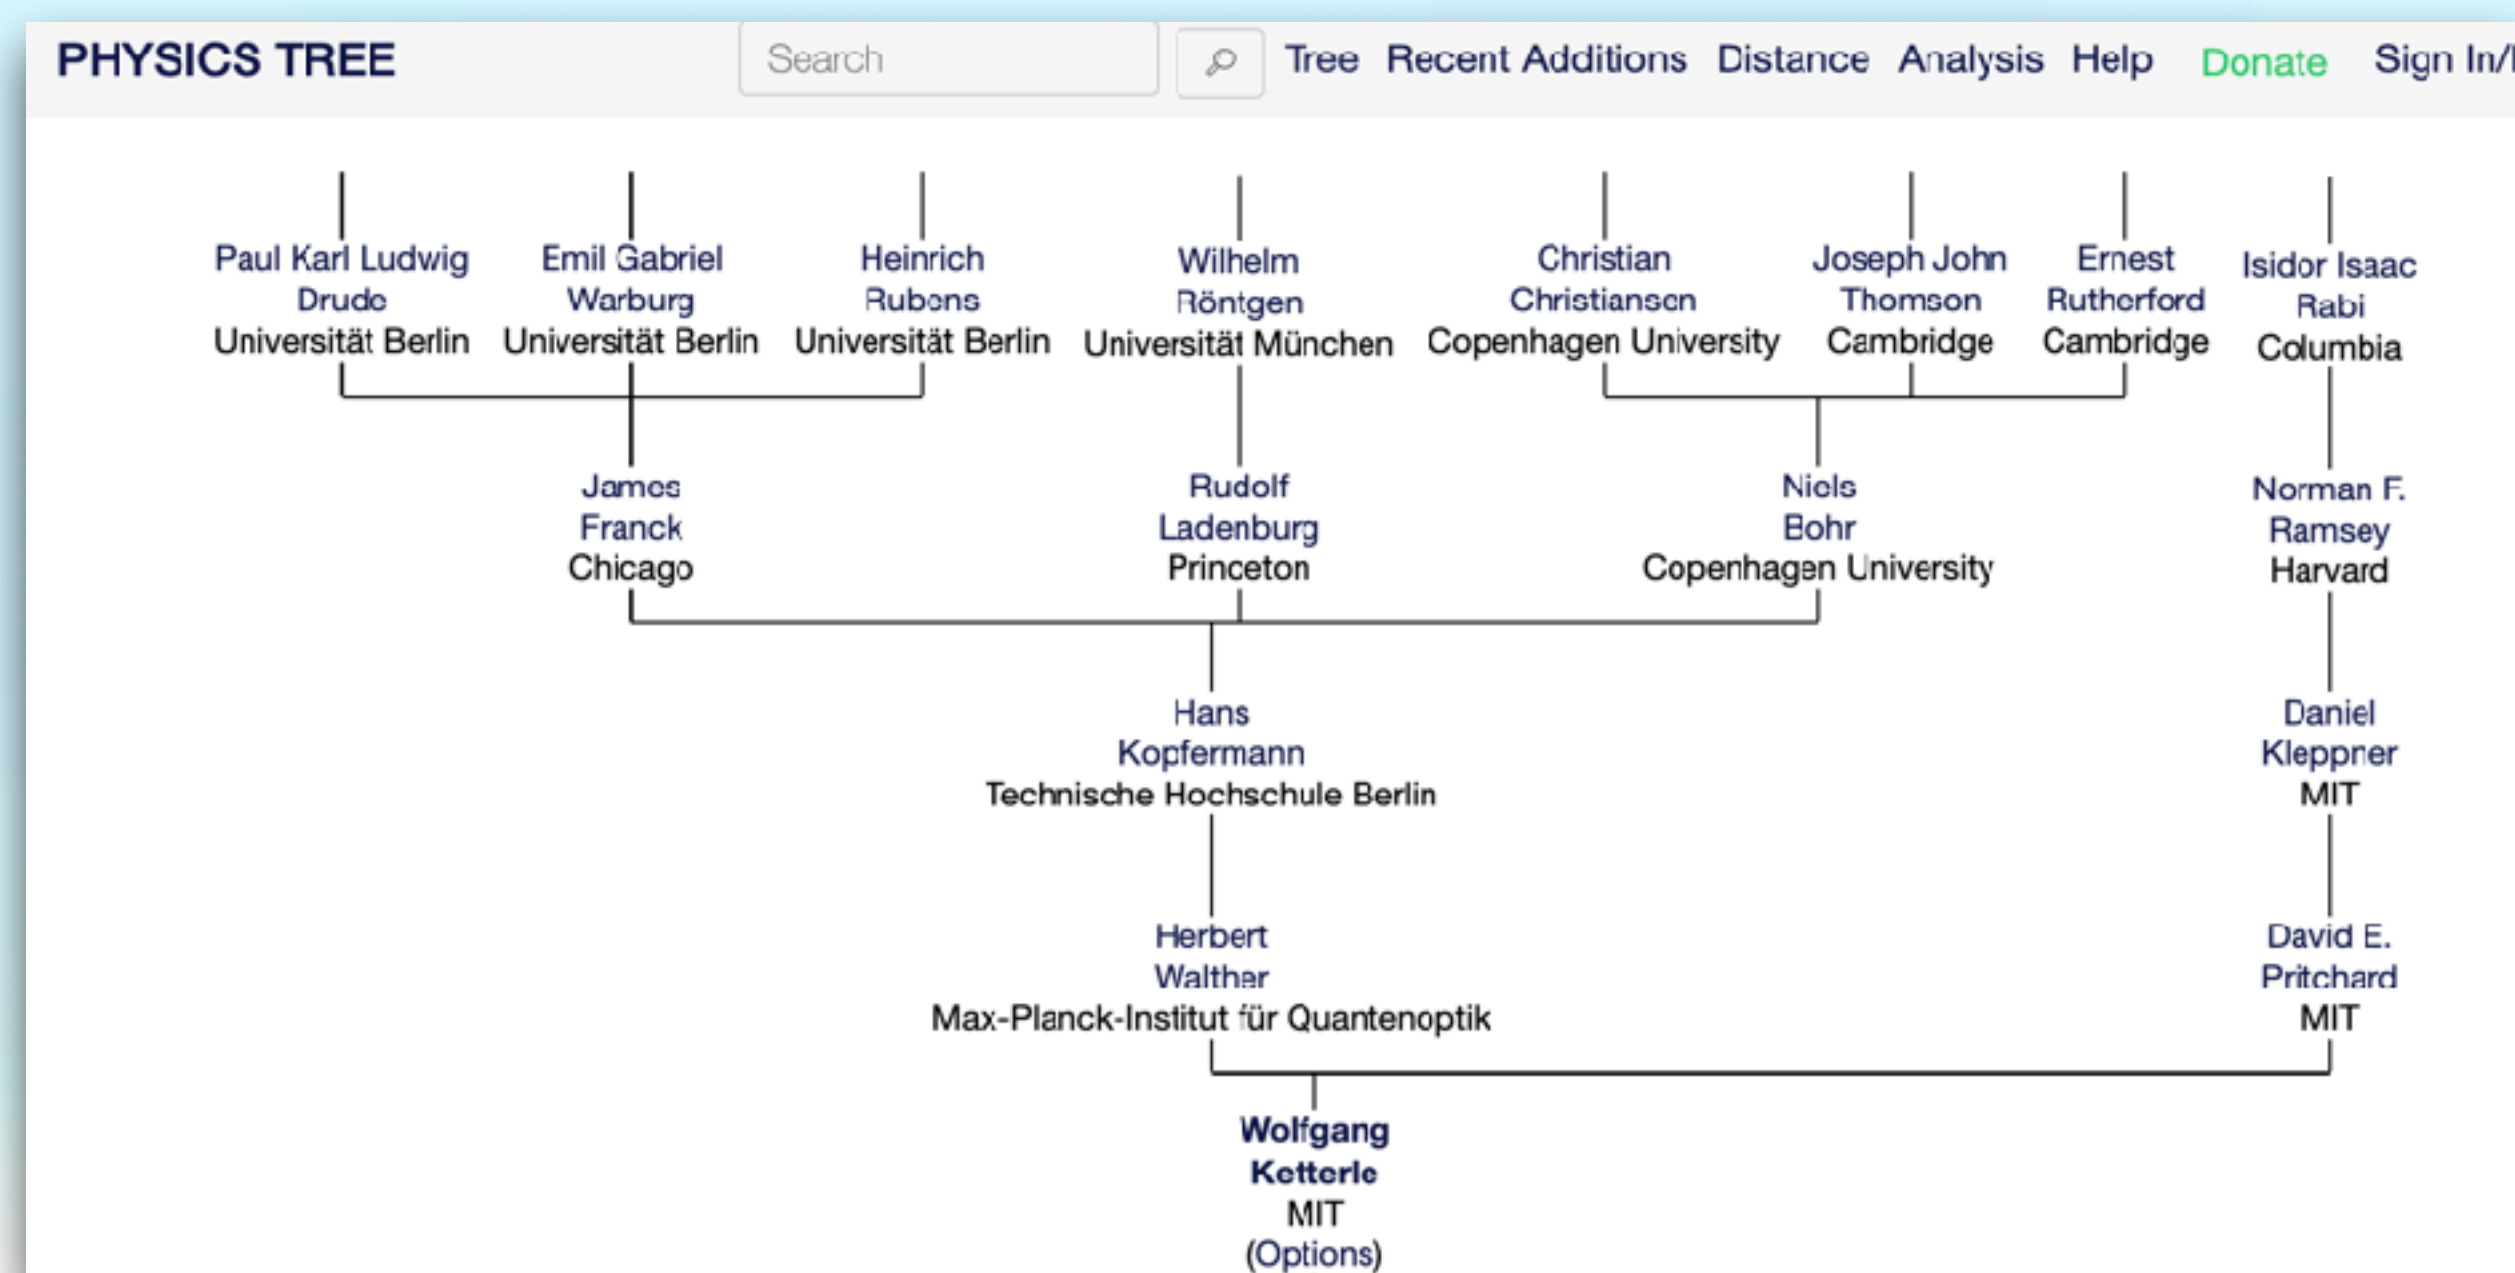 PHYSICS TREE
Search
Tree Recent Additions Distance Analysis Help Donate Sign In/
Paul Karl Ludwig
Drude
Universität Berlin
Emil Gabriel
Warburg
Universität Berlin
Heinrich
Rubens
Universität Berlin
Wilhelm
Röntgen
Universität München
Christian
Christiansen
Copenhagen University
Joseph John
Thomson
Cambridge
Ernest
Rutherford
Cambridge
Isidor Isaac
Rabi
Columbia
James
Franck
Chicago
Rudolf
Ladenburg
Princeton
Niels
Bohr
Copenhagen University
Norman F.
Ramsey
Harvard
Hans
Kopfermann
Technische Hochschule Berlin
Daniel
Kleppner
MIT
Herbert
Walther
Max-Planck-Institut für Quantenoptik
David E.
Pritchard
MIT
Wolfgang
Ketterle
MIT
(Options)